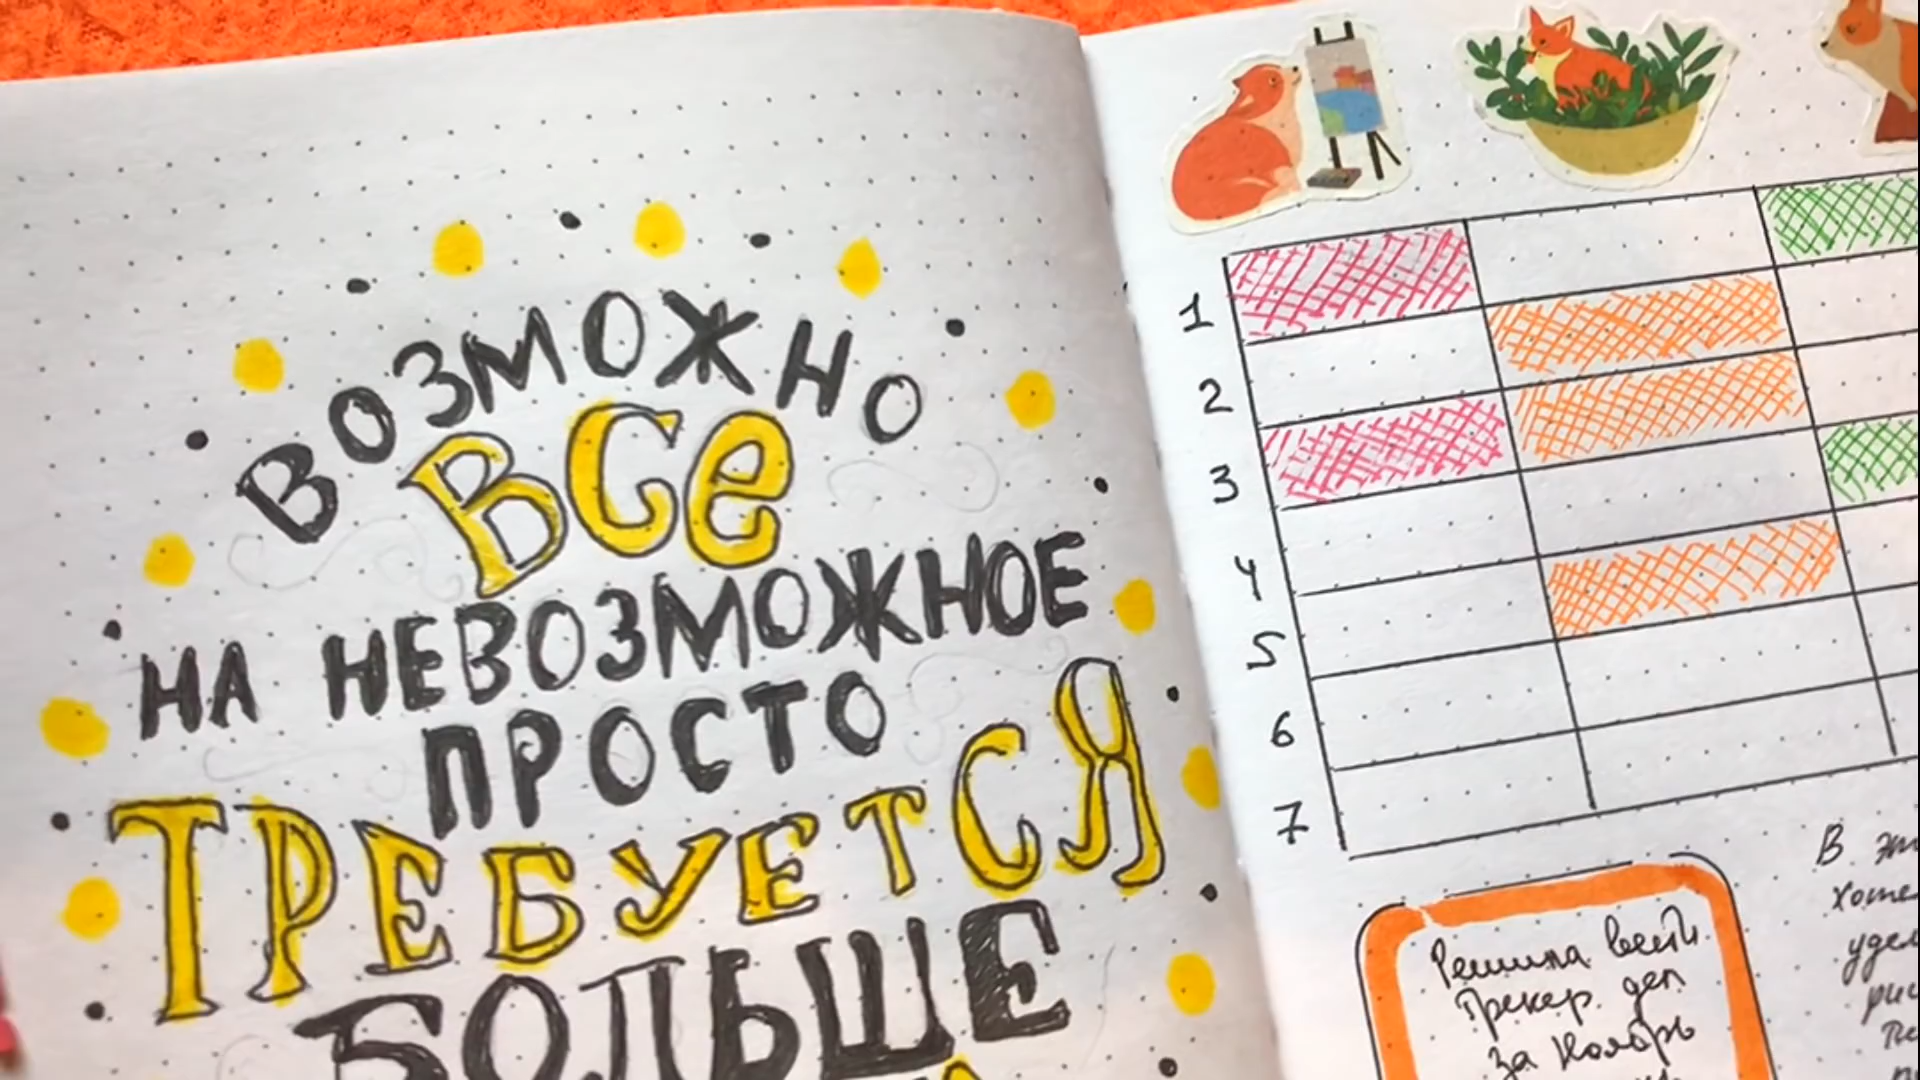 ВОЗМОЖНО
ВСЕ
НА НЕВОЗМОЖНОЕ
ПРОСТО
ТРЕБУЕТСЯ
БОЛЬШЕ
1
2
3
4
5
6
7
Решила вести
трекер дел
за Ноябрь
В